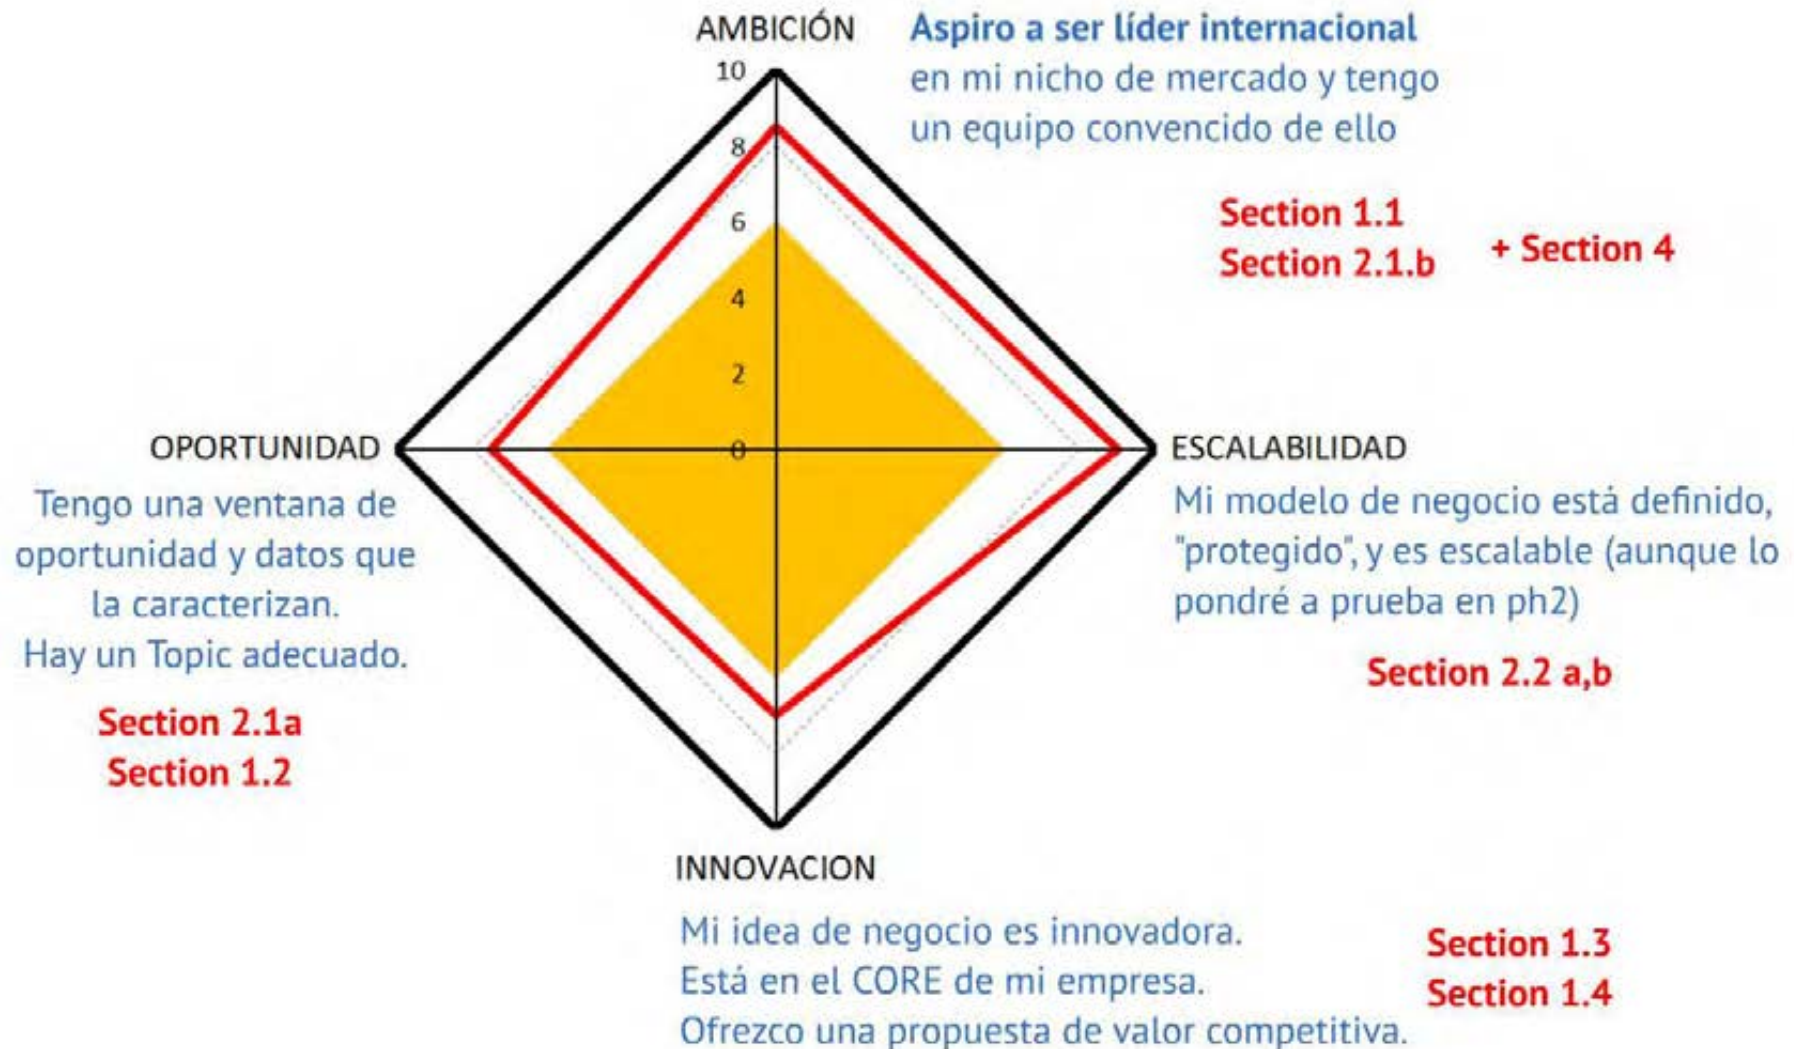 AMBICIÓN
Aspiro a ser líder internacional
en mi nicho de mercado y tengo
un equipo convencido de ello
Section 1.1
Section 2.1.b
+ Section 4
10
8
6
4
2
0
OPORTUNIDAD
Tengo una ventana de
oportunidad y datos que
la caracterizan.
Hay un Topic adecuado.
Section 2.1a
Section 1.2
ESCALABILIDAD
Mi modelo de negocio está definido,
"protegido", y es escalable (aunque lo
pondré a prueba en ph2)
Section 2.2 a,b
INNOVACION
Mi idea de negocio es innovadora.
Está en el CORE de mi empresa.
Ofrezco una propuesta de valor competitiva.
Section 1.3
Section 1.4